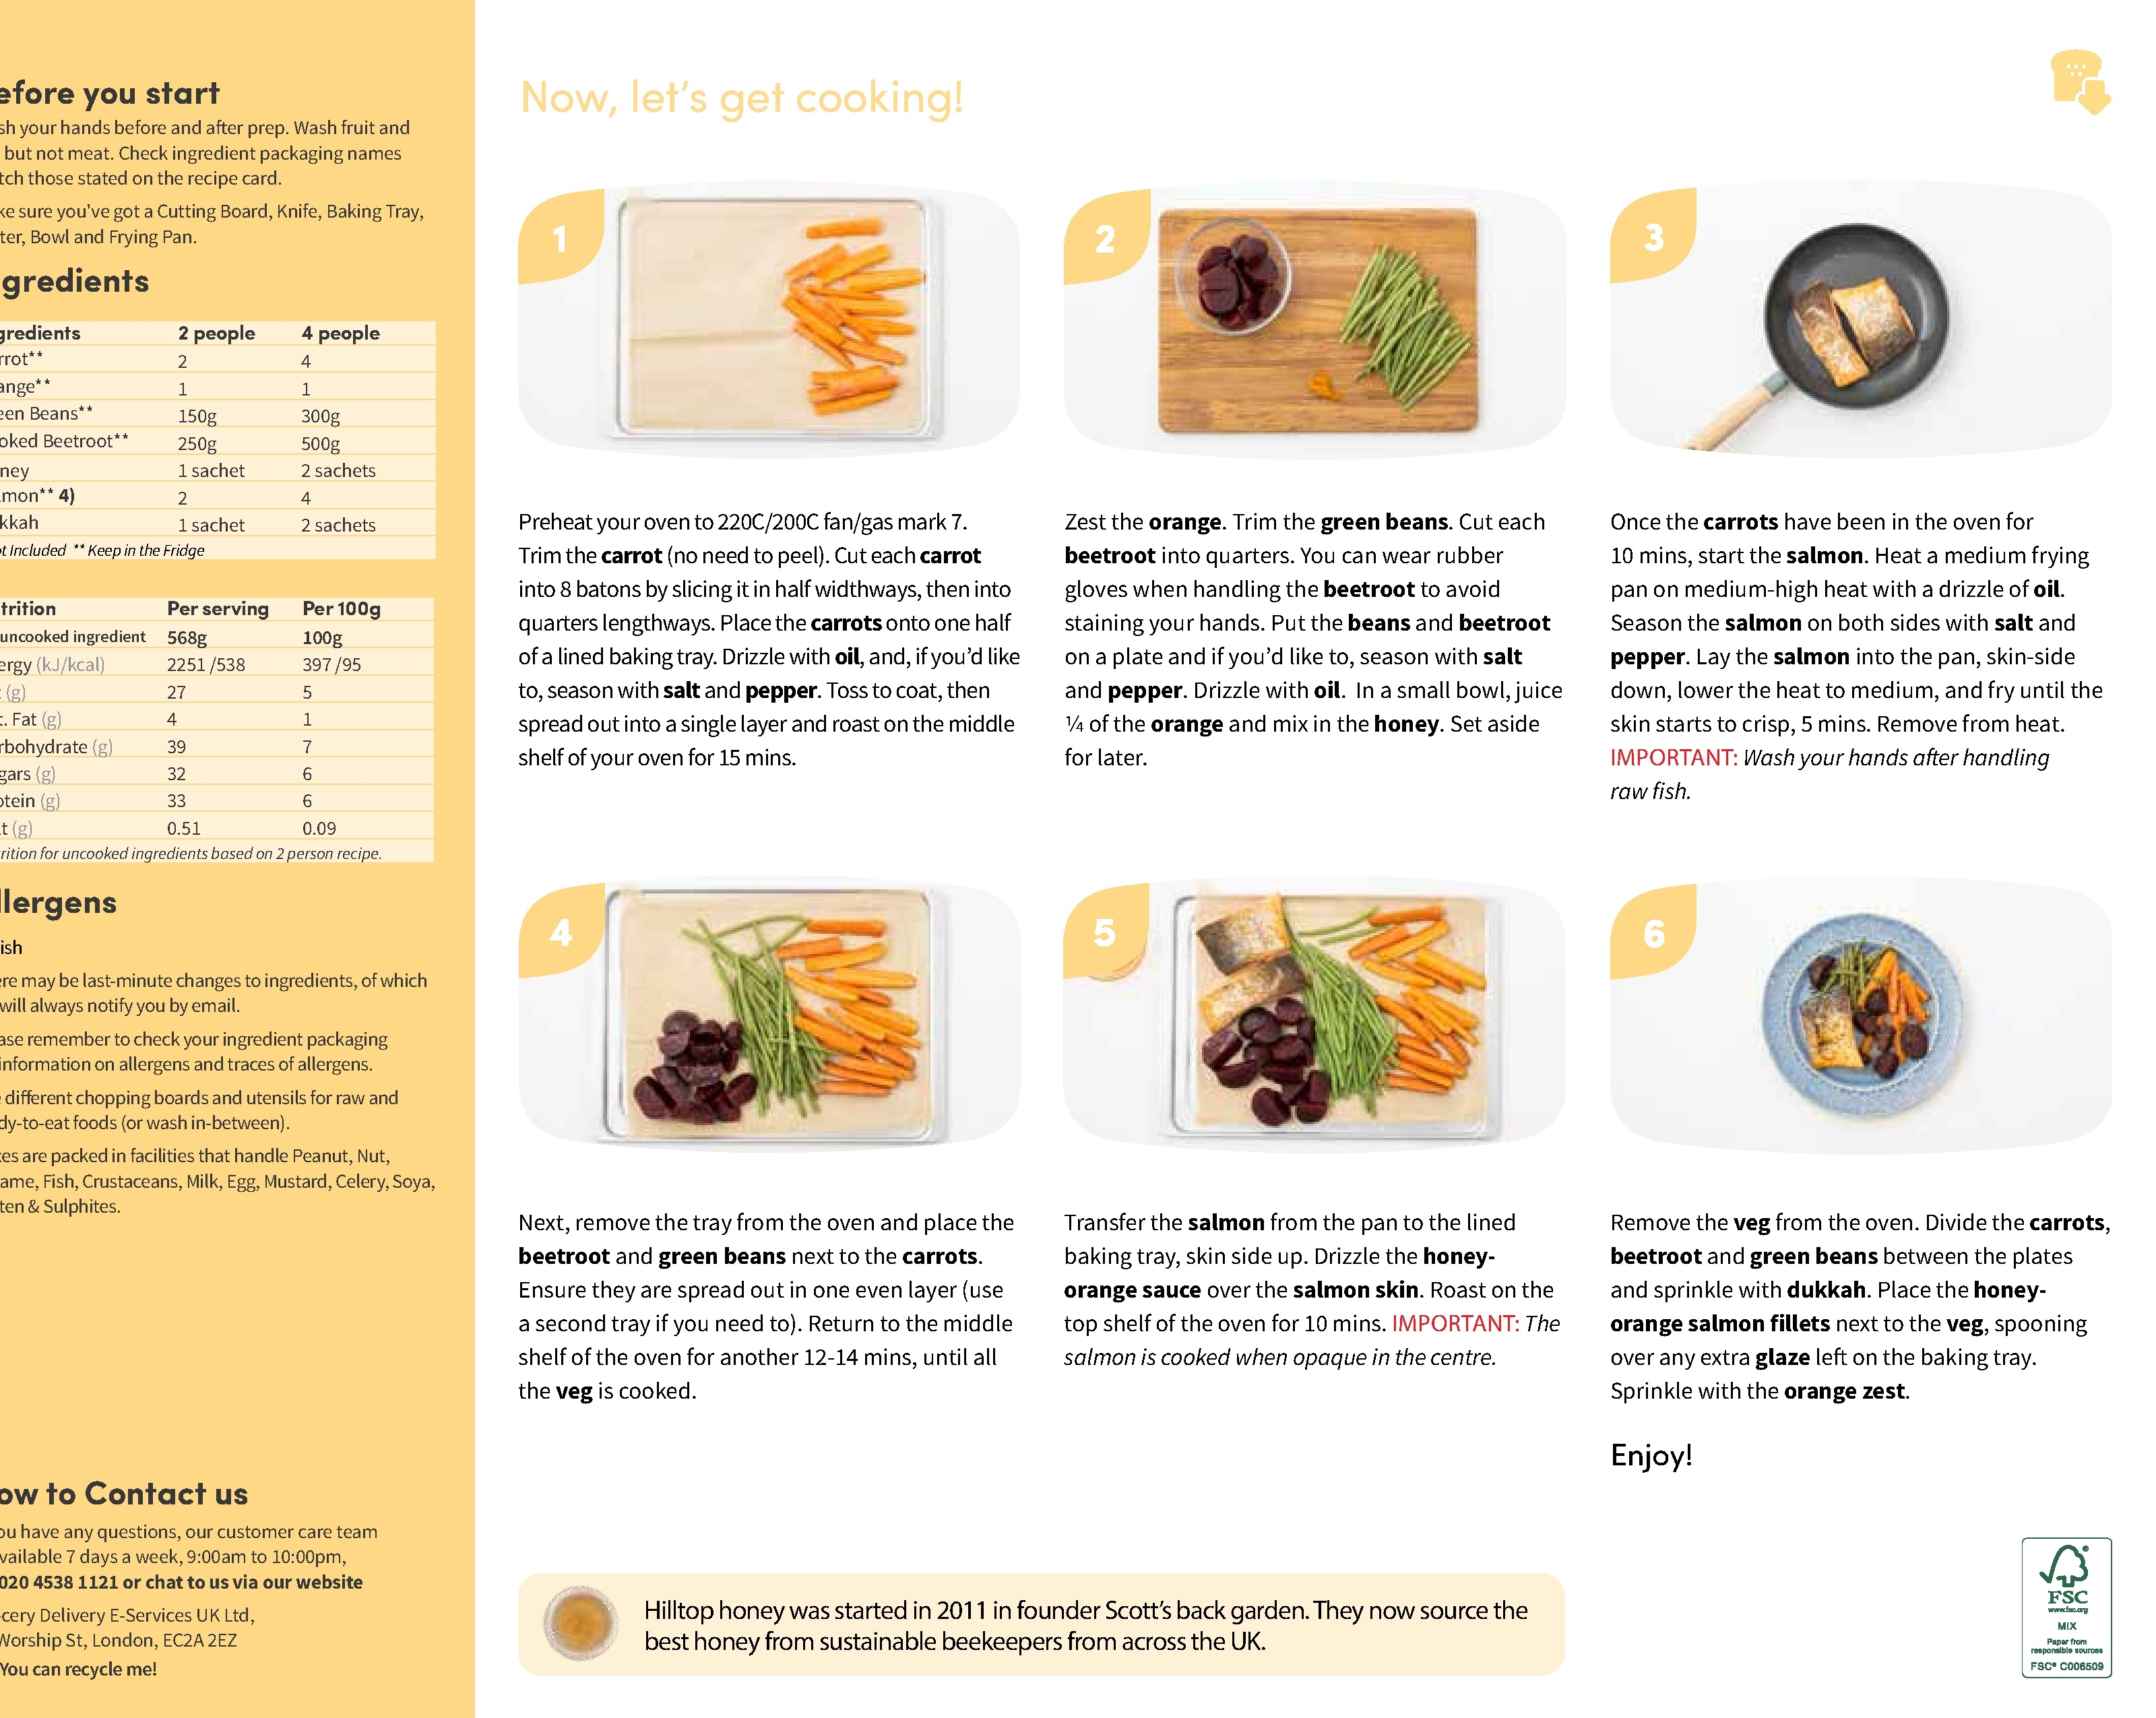 efore you start
sh your hands before and after prep. Wash fruit and
but not meat. Check ingredient packaging names
tch those stated on the recipe card.
ke sure you've got a Cutting Board, Knife, Baking Tray,
ter, Bowl and Frying Pan.
gredients
gredients 2 people 4 people
rrot** 2 4
ange** 1 1
een Beans** 150g 300g
oked Beetroot** 250g 500g
ney 1 sachet 2 sachets
mon** 4) 2 4
kkah 1 sachet 2 sachets
ot Included ** Keep in the Fridge
trition Per serving Per 100g
uncooked ingredient 568g 100g
ergy (kJ/kcal) 2251 /538 397 /95
t (g) 27 5
t. Fat (g) 4 1
rbohydrate (g) 39 7
gars (g) 32 6
otein (g) 33 6
lt (g) 0.51 0.09
rition for uncooked ingredients based on 2 person recipe.
llergens
ish
ere may be last-minute changes to ingredients, of which
will always notify you by email.
ase remember to check your ingredient packaging
information on allergens and traces of allergens.
e different chopping boards and utensils for raw and
dy-to-eat foods (or wash in-between).
es are packed in facilities that handle Peanut, Nut,
ame, Fish, Crustaceans, Milk, Egg, Mustard, Celery, Soya,
ten & Sulphites.
ow to Contact us
ou have any questions, our customer care team
vailable 7 days a week, 9:00am to 10:00pm,
020 4538 1121 or chat to us via our website
-cery Delivery E-Services UK Ltd,
Worship St, London, EC2A 2EZ
You can recycle me!
Now, let's get cooking!
1
Preheat your oven to 220C/200C fan/gas mark 7.
Trim the carrot (no need to peel). Cut each carrot
into 8 batons by slicing it in half widthways, then into
quarters lengthways. Place the carrots onto one half
of a lined baking tray. Drizzle with oil, and, if you'd like
to, season with salt and pepper. Toss to coat, then
spread out into a single layer and roast on the middle
shelf of your oven for 15 mins.
2
Zest the orange. Trim the green beans. Cut each
beetroot into quarters. You can wear rubber
gloves when handling the beetroot to avoid
staining your hands. Put the beans and beetroot
on a plate and if you'd like to, season with salt
and pepper. Drizzle with oil. In a small bowl, juice
¼ of the orange and mix in the honey. Set aside
for later.
3
Once the carrots have been in the oven for
10 mins, start the salmon. Heat a medium frying
pan on medium-high heat with a drizzle of oil.
Season the salmon on both sides with salt and
pepper. Lay the salmon into the pan, skin-side
down, lower the heat to medium, and fry until the
skin starts to crisp, 5 mins. Remove from heat.
IMPORTANT: Wash your hands after handling
raw fish.
4
Next, remove the tray from the oven and place the
beetroot and green beans next to the carrots.
Ensure they are spread out in one even layer (use
a second tray if you need to). Return to the middle
shelf of the oven for another 12-14 mins, until all
the veg is cooked.
5
Transfer the salmon from the pan to the lined
baking tray, skin side up. Drizzle the honey-
orange sauce over the salmon skin. Roast on the
top shelf of the oven for 10 mins. IMPORTANT: The
salmon is cooked when opaque in the centre.
6
Remove the veg from the oven. Divide the carrots,
beetroot and green beans between the plates
and sprinkle with dukkah. Place the honey-
orange salmon fillets next to the veg, spooning
over any extra glaze left on the baking tray.
Sprinkle with the orange zest.
Enjoy!
Hilltop honey was started in 2011 in founder Scott's back garden. They now source the
best honey from sustainable beekeepers from across the UK.
FSC
www.fsc.org
MIX
Paper from
responsible sources
FSC® C006509